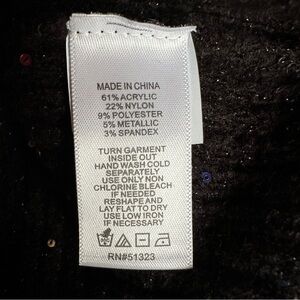 MADE IN CHINA
61% ACRYLIC
22% NYLON
9% POLYESTER
5% METALLIC
3% SPANDEX
TURN GARMENT
INSIDE OUT
HAND WASH COLD
SEPARATELY
USE ONLY NON
CHLORINE BLEACH
IF NEEDED
RESHAPE AND
LAY FLAT TO DRY
USE LOW IRON
IF NECESSARY
RN#51323